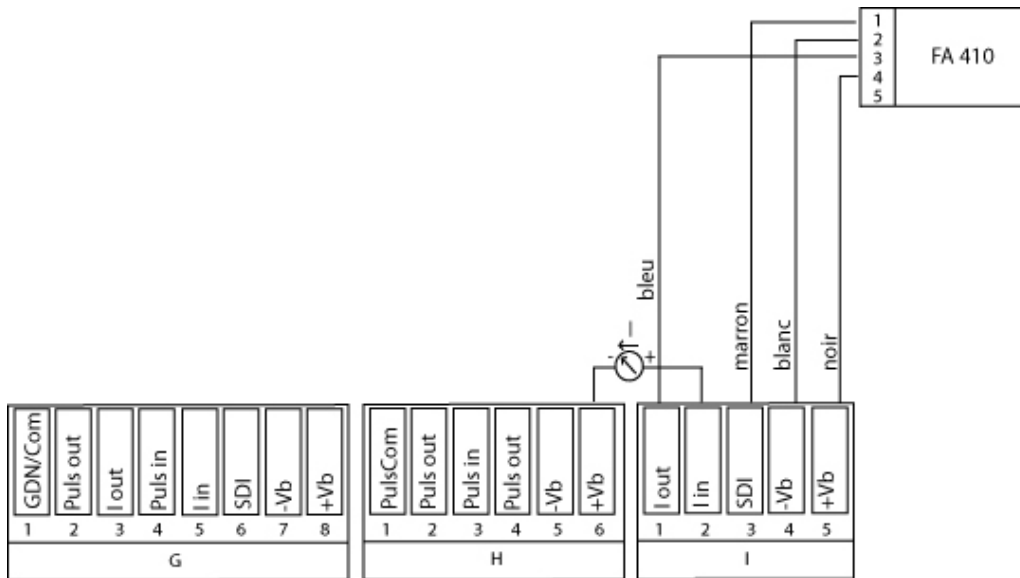 1
2
3
4
5
FA 410
bleu
marron
blanc
noir
- I +
GDN/Com
Puls out
I out
Puls in
I in
SDI
-Vb
+Vb
1 2 3 4 5 6 7 8
G
PulsCom
Puls out
Puls in
Puls out
-Vb
+Vb
1 2 3 4 5 6
H
I out
I in
SDI
-Vb
+Vb
1 2 3 4 5
I